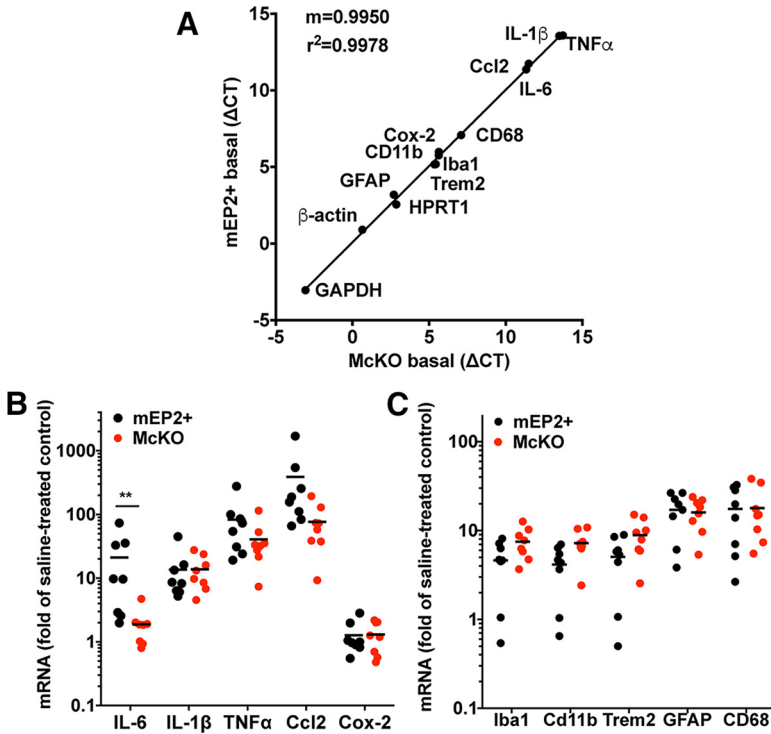 A
m=0.9950
r²=0.9978
mEP2+ basal (ΔCT)
15
10
5
0
-5
IL-1β
TNFα
Ccl2
IL-6
Cox-2
CD68
CD11b
Iba1
Trem2
GFAP
HPRT1
β-actin
GAPDH
-5 0 5 10 15
McKO basal (ΔCT)
B
mEP2+
McKO
mRNA (fold of saline-treated control)
1000
100
10
1
0.1
**
IL-6 IL-1β TNFα Ccl2 Cox-2
C
mEP2+
McKO
mRNA (fold of saline-treated control)
100
10
1
0.1
Iba1 Cd11b Trem2 GFAP CD68